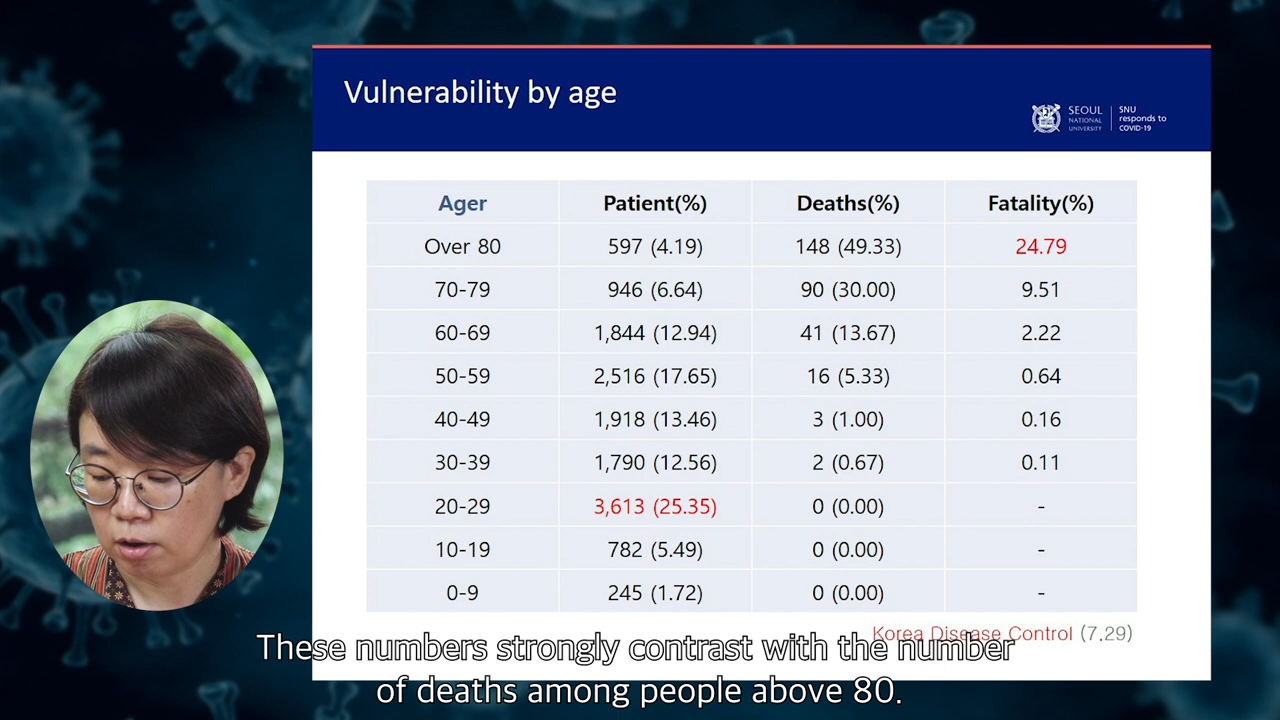 Vulnerability by age
SEOUL
NATIONAL
UNIVERSITY
SNU
responds to
COVID-19
Ager Patient(%) Deaths(%) Fatality(%)
Over 80 597 (4.19) 148 (49.33) 24.79
70-79 946 (6.64) 90 (30.00) 9.51
60-69 1,844 (12.94) 41 (13.67) 2.22
50-59 2,516 (17.65) 16 (5.33) 0.64
40-49 1,918 (13.46) 3 (1.00) 0.16
30-39 1,790 (12.56) 2 (0.67) 0.11
20-29 3,613 (25.35) 0 (0.00) -
10-19 782 (5.49) 0 (0.00) -
0-9 245 (1.72) 0 (0.00) -
Korea Disease Control (7.29)
These numbers strongly contrast with the number
of deaths among people above 80.